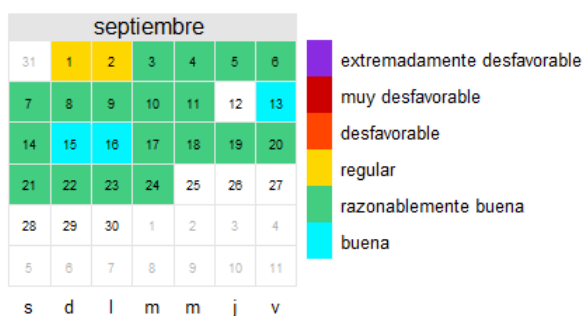 septiembre
31 1 2 3 4 5 6
7 8 9 10 11 12 13
14 15 16 17 18 19 20
21 22 23 24 25 26 27
28 29 30 1 2 3 4
5 6 7 8 9 10 11
s d l m m j v
extremadamente desfavorable
muy desfavorable
desfavorable
regular
razonablemente buena
buena